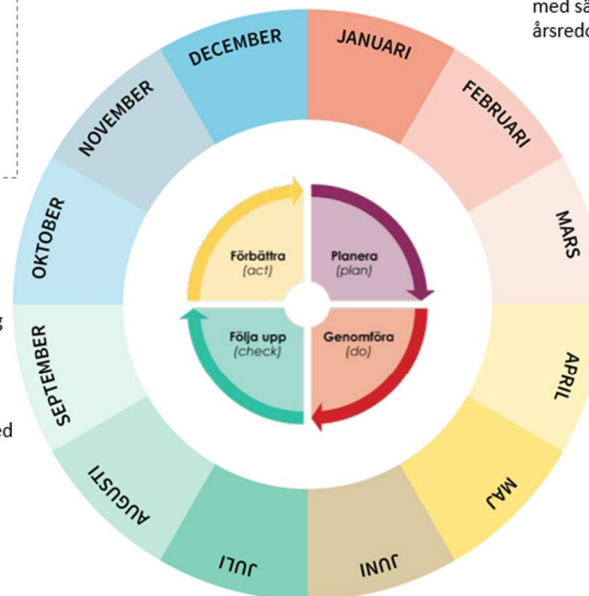 med sä
årsredo
DECEMBER
JANUARI
FEBRUARI
MARS
APRIL
MAJ
JUNI
JULI
AUGUSTI
SEPTEMBER
OKTOBER
NOVEMBER
Förbättra
(act)
Planera
(plan)
Följa upp
(check)
Genomföra
(do)
g
ed